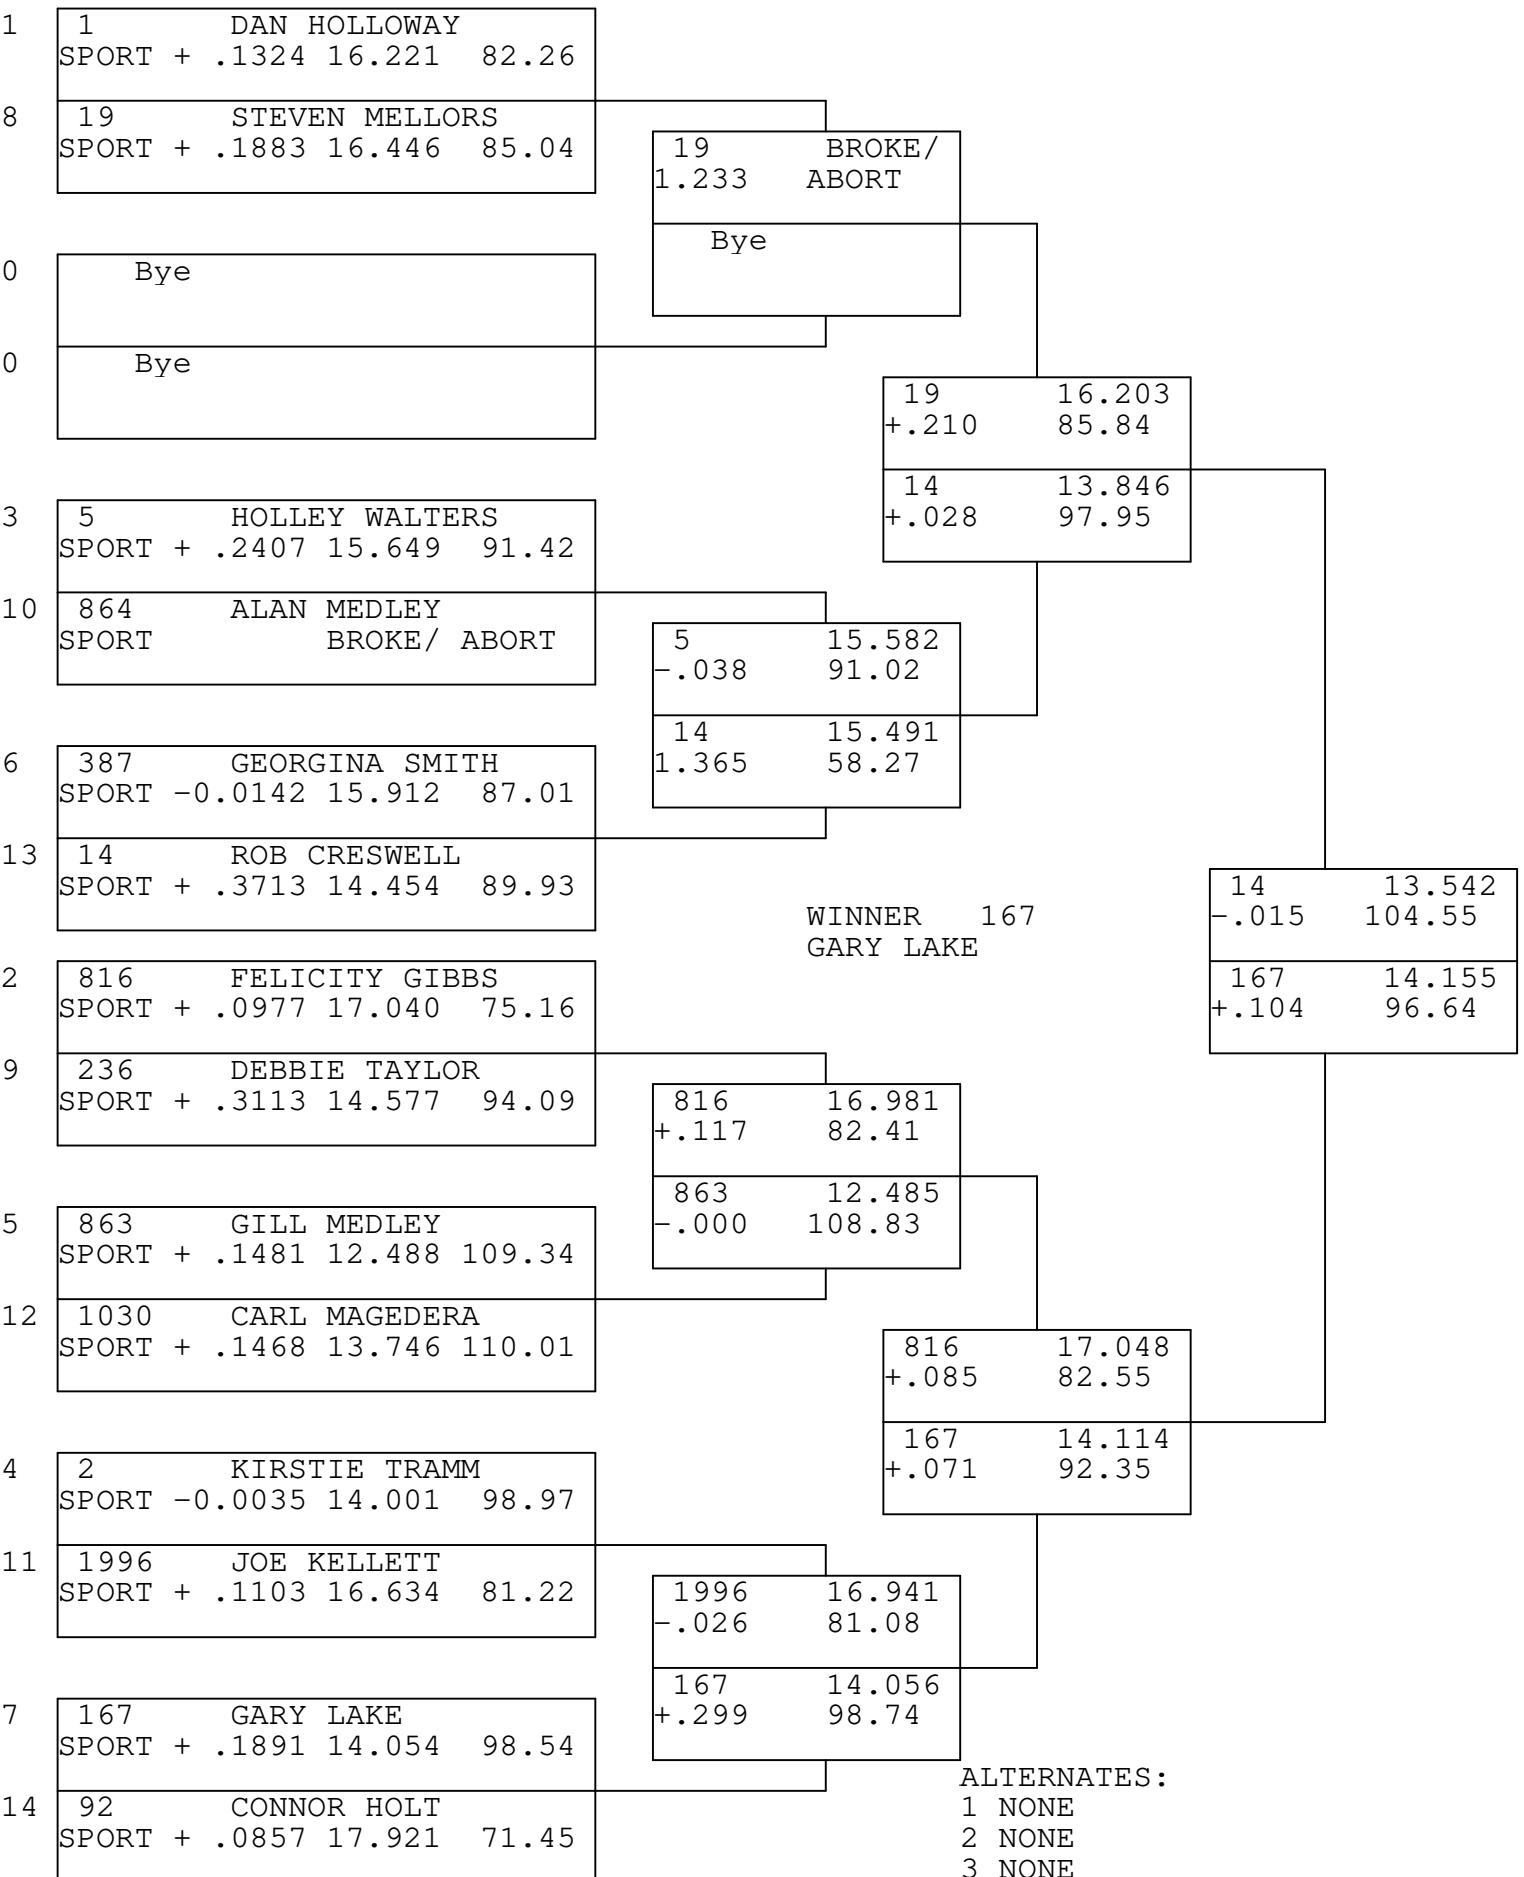 1 1 DAN HOLLOWAY
SPORT + .1324 16.221 82.26
8 19 STEVEN MELLORS
SPORT + .1883 16.446 85.04
0 Bye
0 Bye
3 5 HOLLEY WALTERS
SPORT + .2407 15.649 91.42
10 864 ALAN MEDLEY
SPORT BROKE/ ABORT
6 387 GEORGINA SMITH
SPORT -0.0142 15.912 87.01
13 14 ROB CRESWELL
SPORT + .3713 14.454 89.93
2 816 FELICITY GIBBS
SPORT + .0977 17.040 75.16
9 236 DEBBIE TAYLOR
SPORT + .3113 14.577 94.09
5 863 GILL MEDLEY
SPORT + .1481 12.488 109.34
12 1030 CARL MAGEDERA
SPORT + .1468 13.746 110.01
4 2 KIRSTIE TRAMM
SPORT -0.0035 14.001 98.97
11 1996 JOE KELLETT
SPORT + .1103 16.634 81.22
7 167 GARY LAKE
SPORT + .1891 14.054 98.54
14 92 CONNOR HOLT
SPORT + .0857 17.921 71.45
19 BROKE/
1.233 ABORT
Bye
5 15.582
-.038 91.02
14 15.491
1.365 58.27
816 16.981
+.117 82.41
863 12.485
-.000 108.83
1996 16.941
-.026 81.08
167 14.056
+.299 98.74
19 16.203
+.210 85.84
14 13.846
+.028 97.95
816 17.048
+.085 82.55
167 14.114
+.071 92.35
14 13.542
-.015 104.55
167 14.155
+.104 96.64
WINNER 167
GARY LAKE
ALTERNATES:
1 NONE
2 NONE
3 NONE